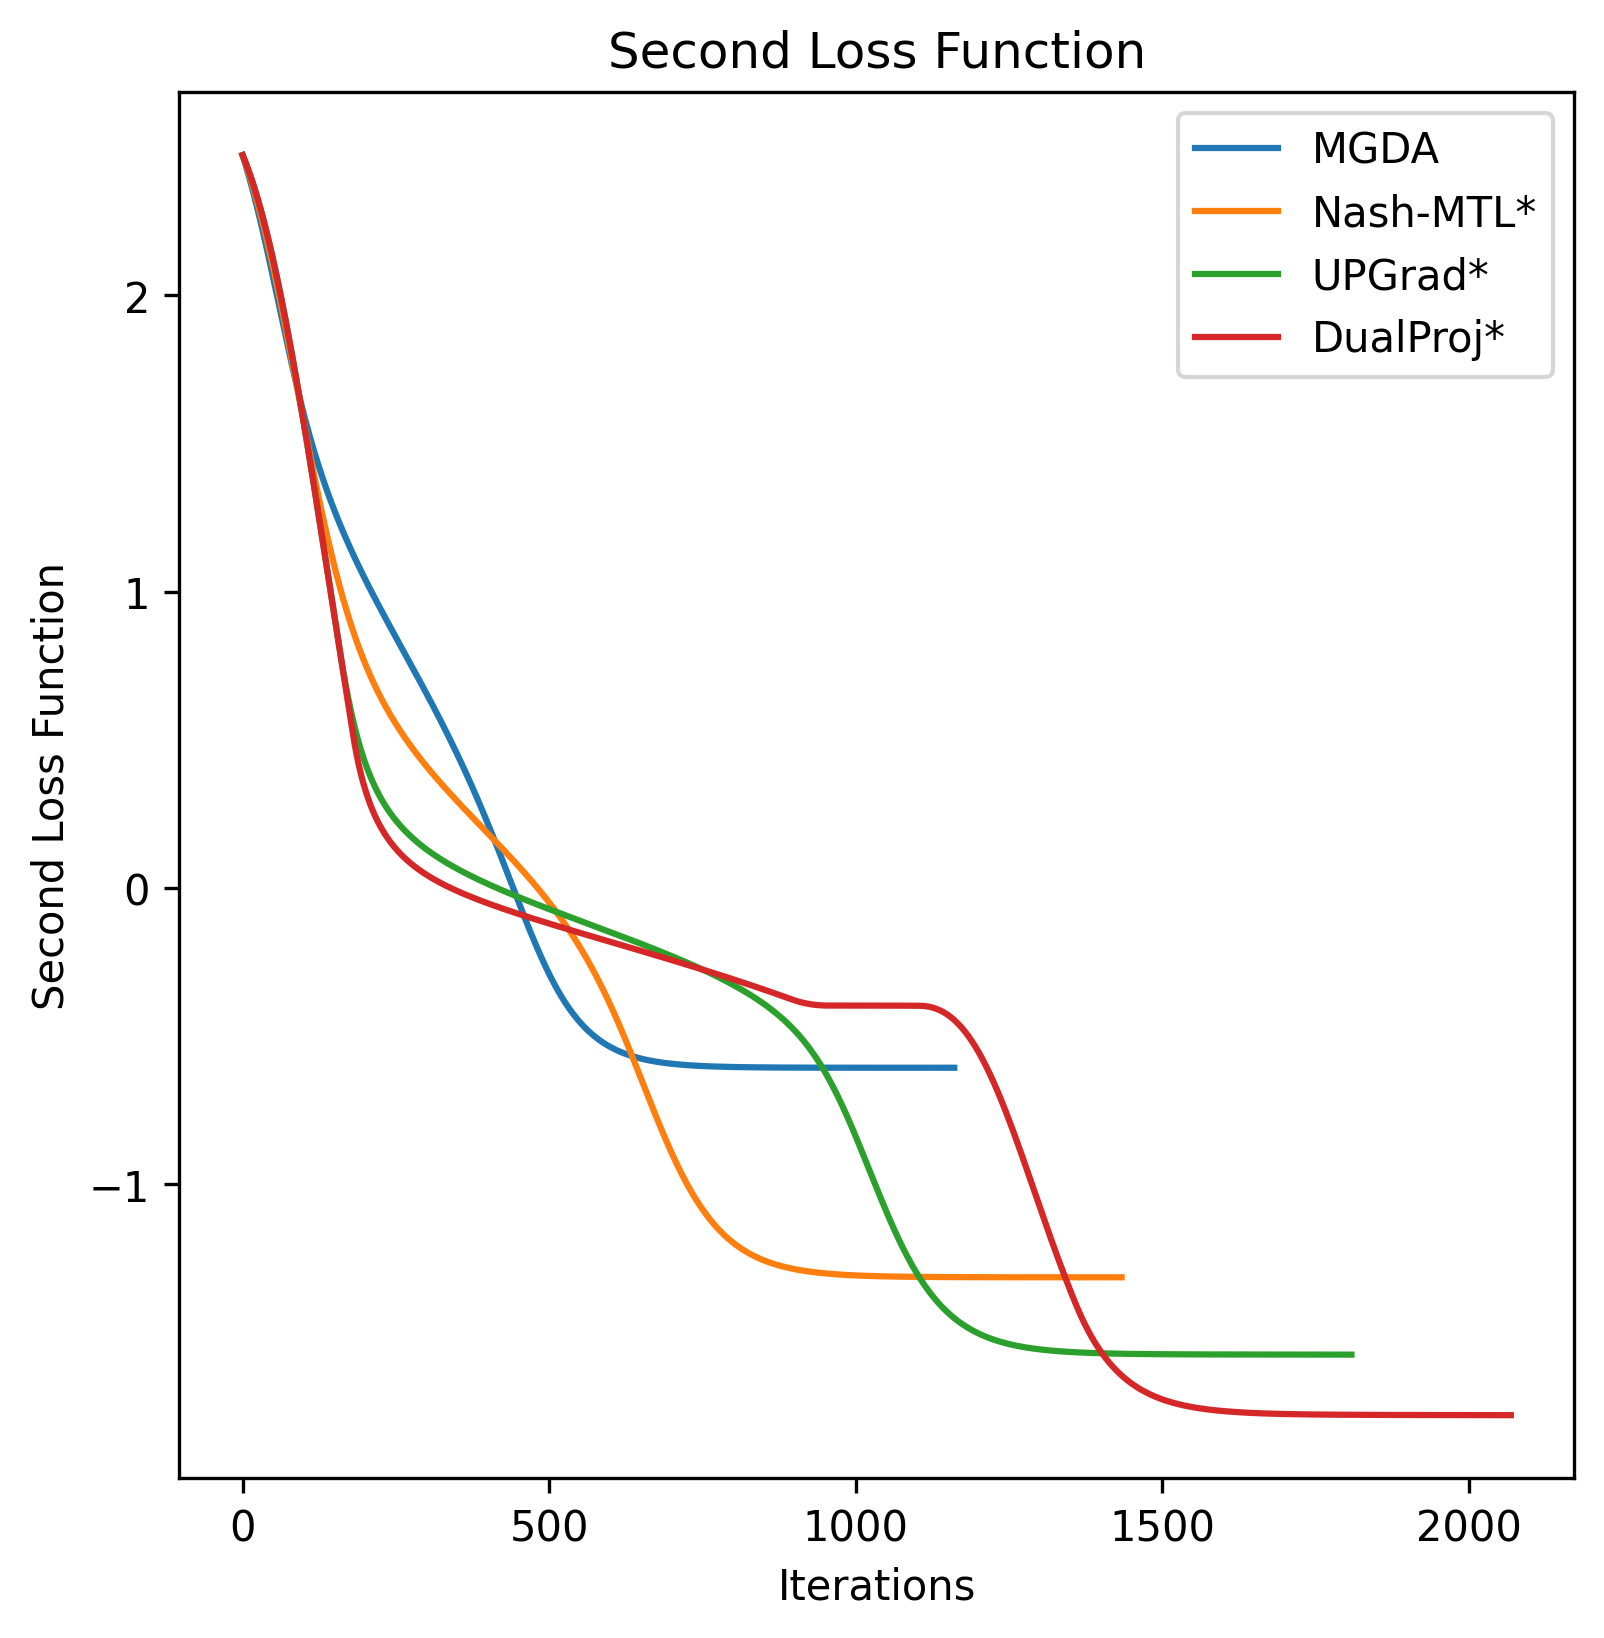 Second Loss Function
MGDA
Nash-MTL*
UPGrad*
DualProj*
Second Loss Function
2
1
0
−1
0 500 1000 1500 2000
Iterations